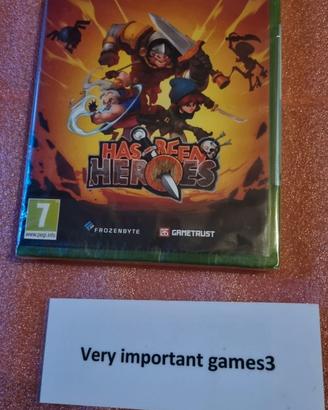 HAS-BEEN
HEROES
7
www.pegi.info
FROZENBYTE
GAMETRUST
Very important games3